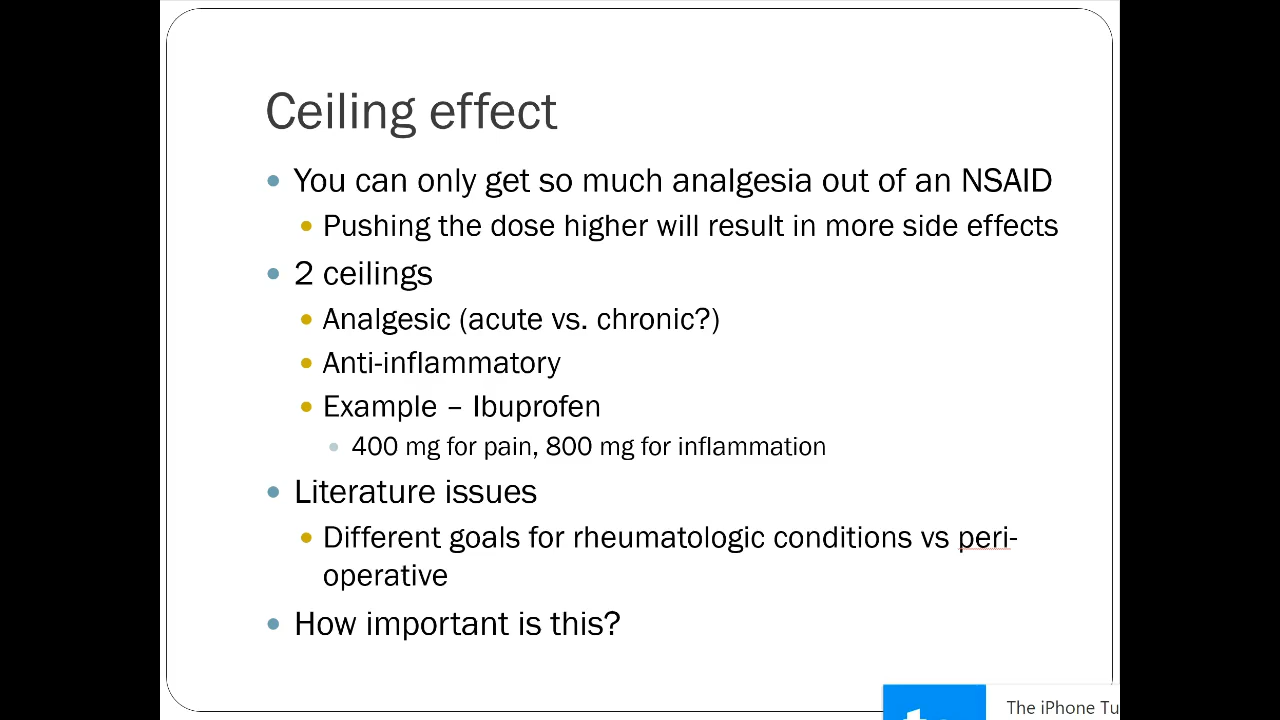 Ceiling effect
You can only get so much analgesia out of an NSAID
Pushing the dose higher will result in more side effects
2 ceilings
Analgesic (acute vs. chronic?)
Anti-inflammatory
Example – Ibuprofen
400 mg for pain, 800 mg for inflammation
Literature issues
Different goals for rheumatologic conditions vs peri-
operative
How important is this?
The iPhone Tu